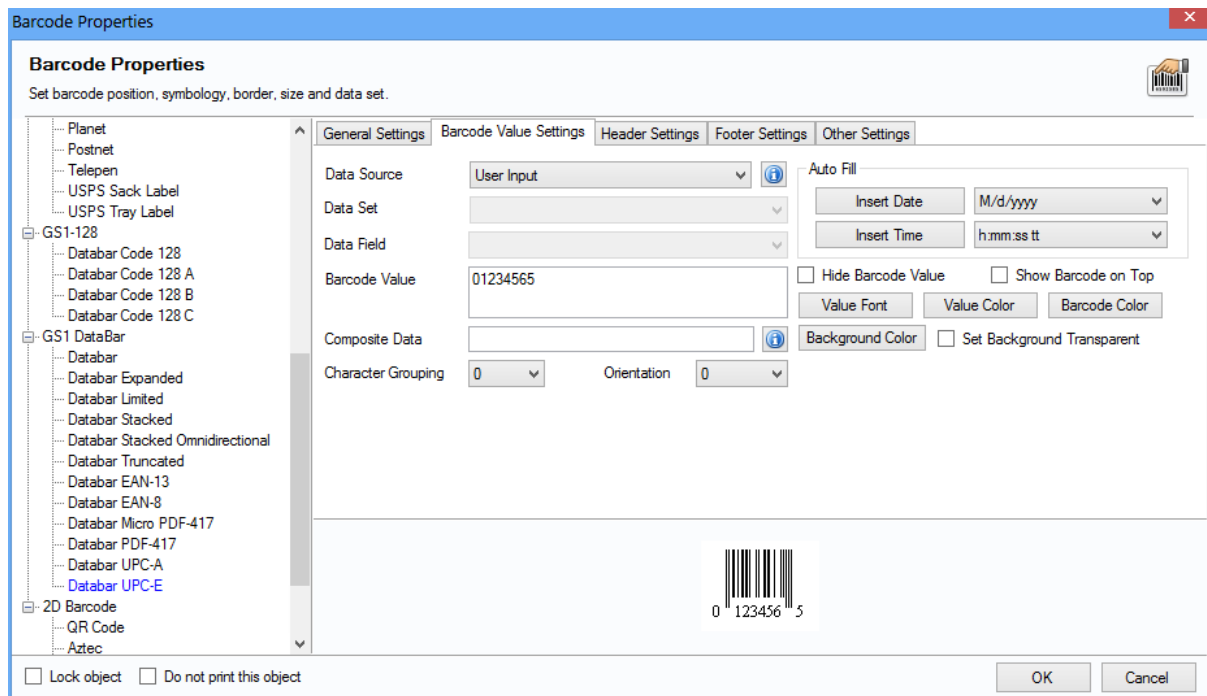 Barcode Properties
Barcode Properties
Set barcode position, symbology, border, size and data set.
Planet
Postnet
Telepen
USPS Sack Label
USPS Tray Label
GS1-128
Databar Code 128
Databar Code 128 A
Databar Code 128 B
Databar Code 128 C
GS1 DataBar
Databar
Databar Expanded
Databar Limited
Databar Stacked
Databar Stacked Omnidirectional
Databar Truncated
Databar EAN-13
Databar EAN-8
Databar Micro PDF-417
Databar PDF-417
Databar UPC-A
Databar UPC-E
2D Barcode
QR Code
Aztec
General Settings Barcode Value Settings Header Settings Footer Settings Other Settings
Data Source User Input
Data Set
Data Field
Barcode Value 01234565
Composite Data
Character Grouping 0 Orientation 0
Auto Fill
Insert Date M/d/yyyy
Insert Time h:mm:ss tt
Hide Barcode Value Show Barcode on Top
Value Font Value Color Barcode Color
Background Color Set Background Transparent
0 123456 5
Lock object Do not print this object OK Cancel